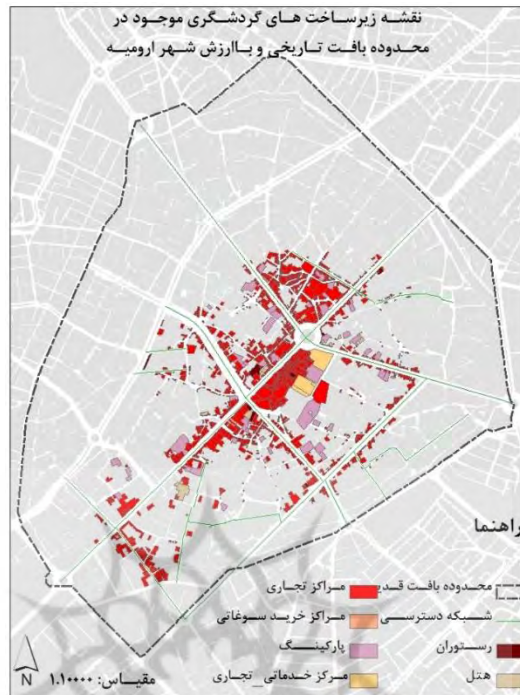 نقشه زیرساخت های گردشگری موجود در
محدوده بافت تاریخی و باارزش شهر ارومیه
راهنما
محدوده بافت قدیم
مراکز تجاری
شبکه دسترسی
مراکز خرید سوغاتی
رستوران
پارکینگ
هتل
مرکز خدماتی_تجاری
مقیاس: ۱.۱۰۰۰۰
N